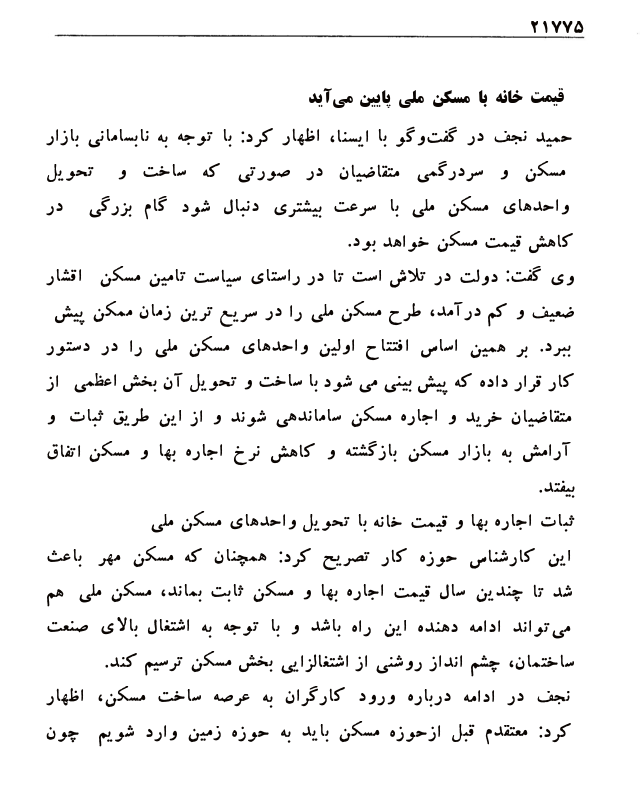 ۲۱۷۷۵
قیمت خانه با مسکن ملی پایین می‌آید
حمید نجف در گفت‌وگو با ایسنا، اظهار کرد: با توجه به نابسامانی بازار
مسکن و سردرگمی متقاضیان در صورتی که ساخت و تحویل
واحدهای مسکن ملی با سرعت بیشتری دنبال شود گام بزرگی در
کاهش قیمت مسکن خواهد بود.
وی گفت: دولت در تلاش است تا در راستای سیاست تامین مسکن اقشار
ضعیف و کم درآمد، طرح مسکن ملی را در سریع ترین زمان ممکن پیش
ببرد. بر همین اساس افتتاح اولین واحدهای مسکن ملی را در دستور
کار قرار داده که پیش بینی می شود با ساخت و تحویل آن بخش اعظمی از
متقاضیان خرید و اجاره مسکن ساماندهی شوند و از این طریق ثبات و
آرامش به بازار مسکن بازگشته و کاهش نرخ اجاره بها و مسکن اتفاق
بیفتد.
ثبات اجاره بها و قیمت خانه با تحویل واحدهای مسکن ملی
این کارشناس حوزه کار تصریح کرد: همچنان که مسکن مهر باعث
شد تا چندین سال قیمت اجاره بها و مسکن ثابت بماند، مسکن ملی هم
می‌تواند ادامه دهنده این راه باشد و با توجه به اشتغال بالای صنعت
ساختمان، چشم انداز روشنی از اشتغالزایی بخش مسکن ترسیم کند.
نجف در ادامه درباره ورود کارگران به عرصه ساخت مسکن، اظهار
کرد: معتقدم قبل ازحوزه مسکن باید به حوزه زمین وارد شویم چون